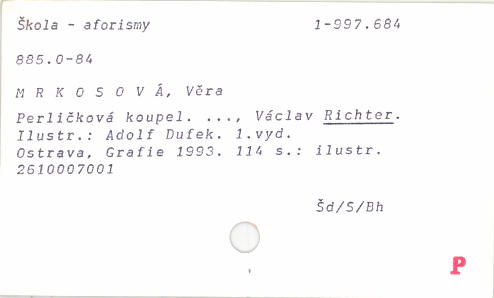 Škola - aforismy 1-997.684
885.0-84
M R K O S O V Á, Věra
Perličková koupel. ..., Václav Richter.
Ilustr.: Adolf Dufek. 1.vyd.
Ostrava, Grafie 1993. 114 s.: ilustr.
2610007001
Šd/S/Bh
P